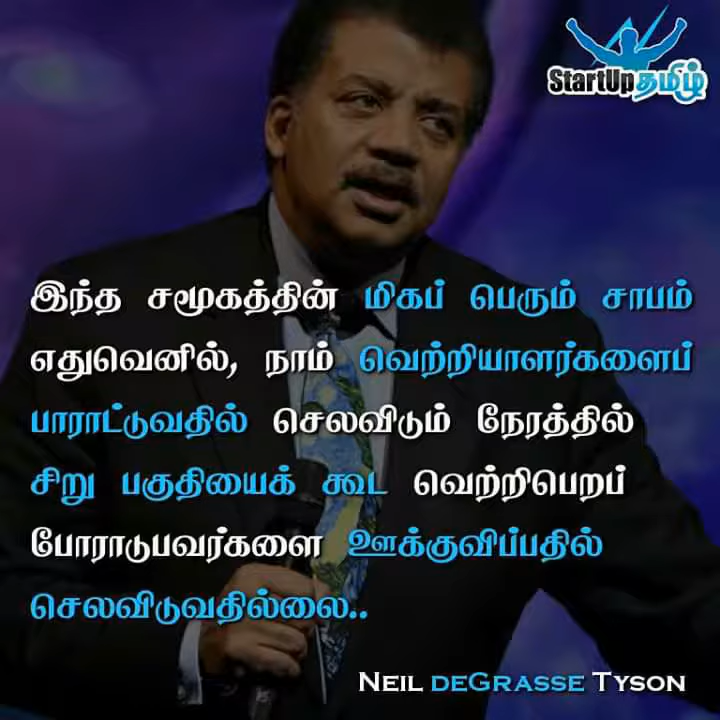 StartUpதமிழ்
இந்த சமூகத்தின் மிகப் பெரும் சாபம்
எதுவெனில், நாம் வெற்றியாளர்களைப்
பாராட்டுவதில் செலவிடும் நேரத்தில்
சிறு பகுதியைக் கூட வெற்றிபெறப்
போராடுபவர்களை ஊக்குவிப்பதில்
செலவிடுவதில்லை..
NEIL DEGRASSE TYSON